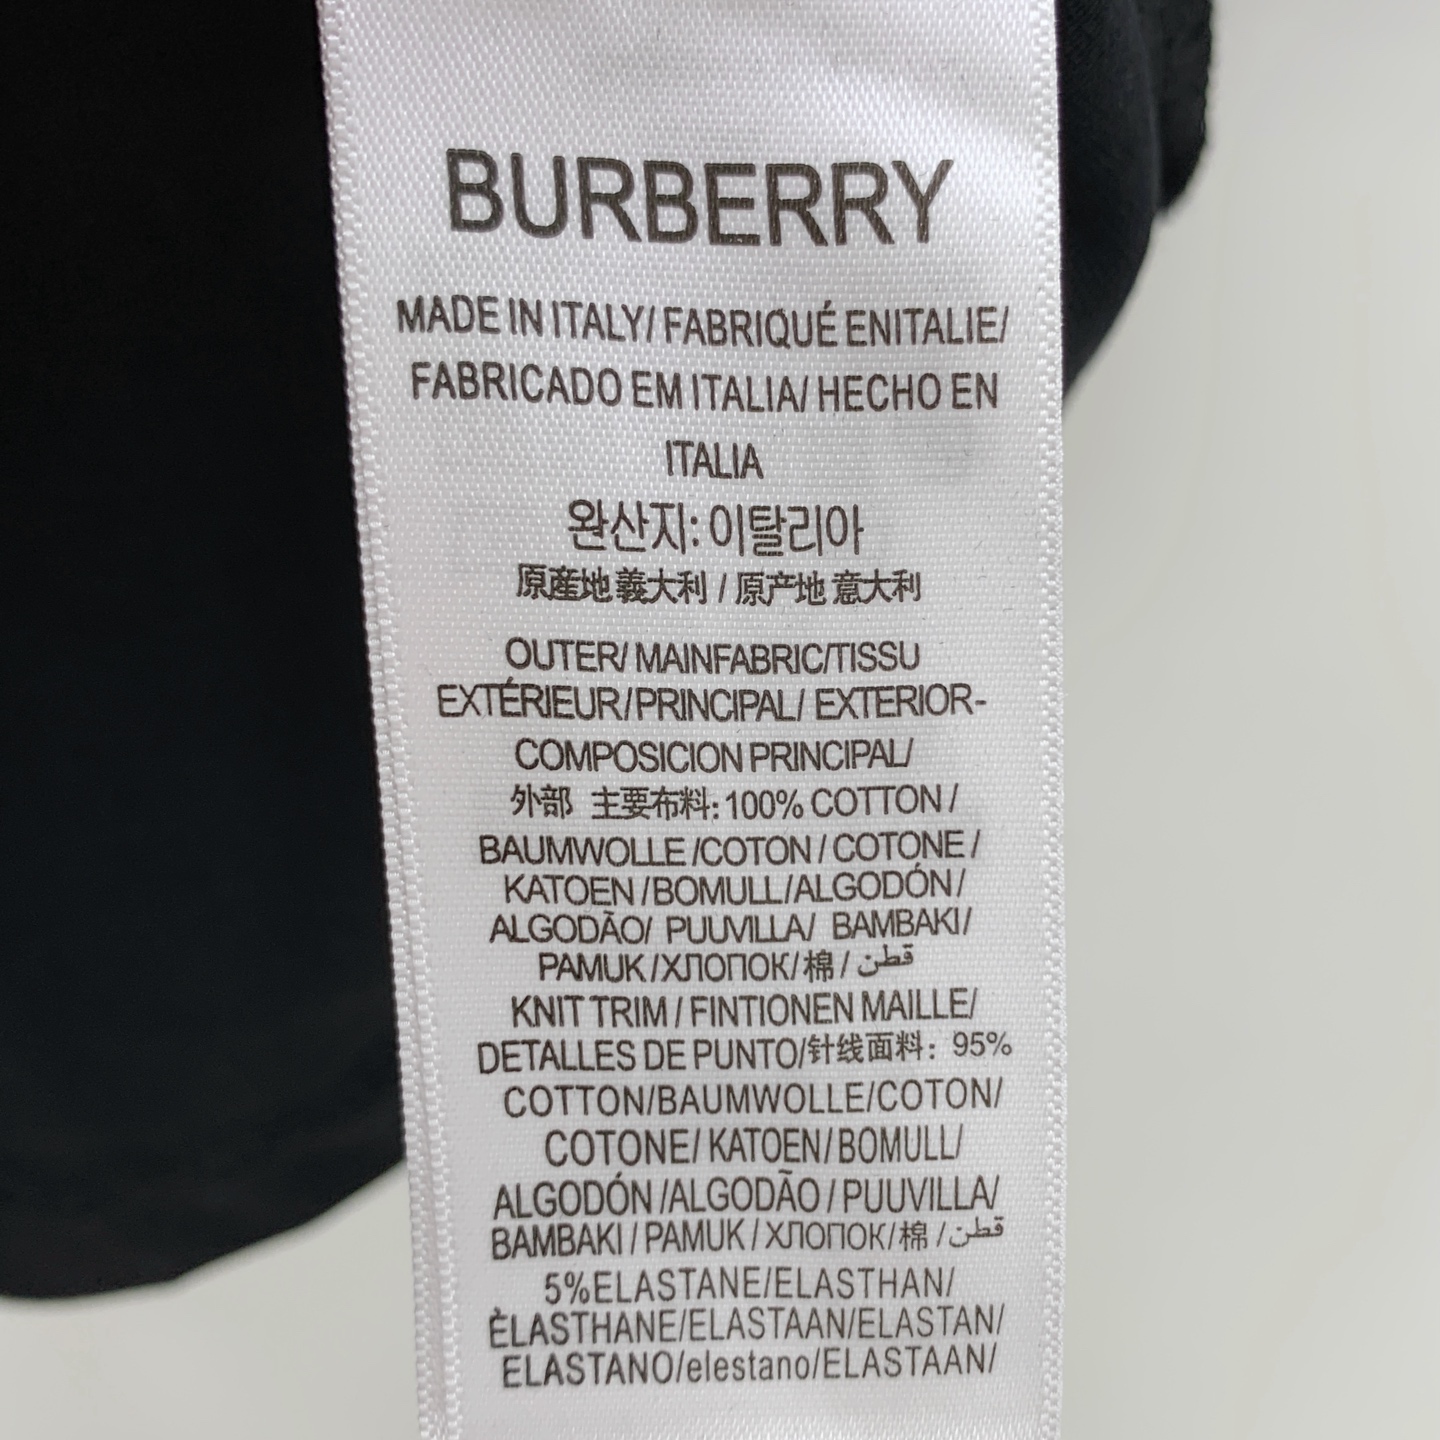 BURBERRY
MADE IN ITALY/ FABRIQUÉ ENITALIE/
FABRICADO EM ITALIA/ HECHO EN
ITALIA
완산지: 이탈리아
原産地 義大利 / 原产地 意大利
OUTER/ MAINFABRIC/TISSU
EXTÉRIEUR/PRINCIPAL/ EXTERIOR-
COMPOSICION PRINCIPAL/
外部 主要布料: 100% COTTON /
BAUMWOLLE /COTON / COTONE /
KATOEN /BOMULL/ALGODÓN /
ALGODÃO/ PUUVILLA/ BAMBAKI/
PAMUK /ХЛОПОК/ 棉 / قطن
KNIT TRIM / FINTIONEN MAILLE/
DETALLES DE PUNTO/针线面料: 95%
COTTON/BAUMWOLLE/COTON/
COTONE/ KATOEN/BOMULL/
ALGODÓN /ALGODÃO / PUUVILLA/
BAMBAKI / PAMUK / ХЛОПОК/ 棉 / قطن
5%ELASTANE/ELASTHAN/
ÈLASTHANE/ELASTAAN/ELASTAN/
ELASTANO/elestano/ELASTAAN/